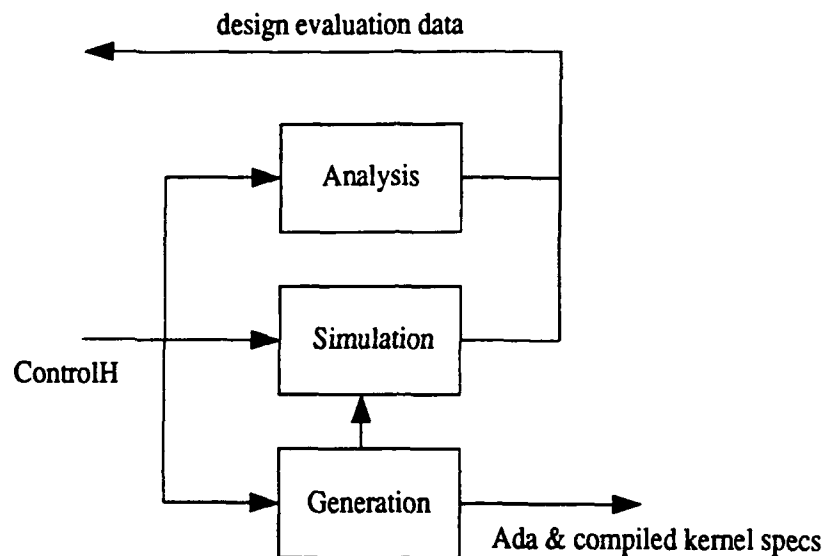 design evaluation data
Analysis
Simulation
ControlH
Generation
Ada & compiled kernel specs